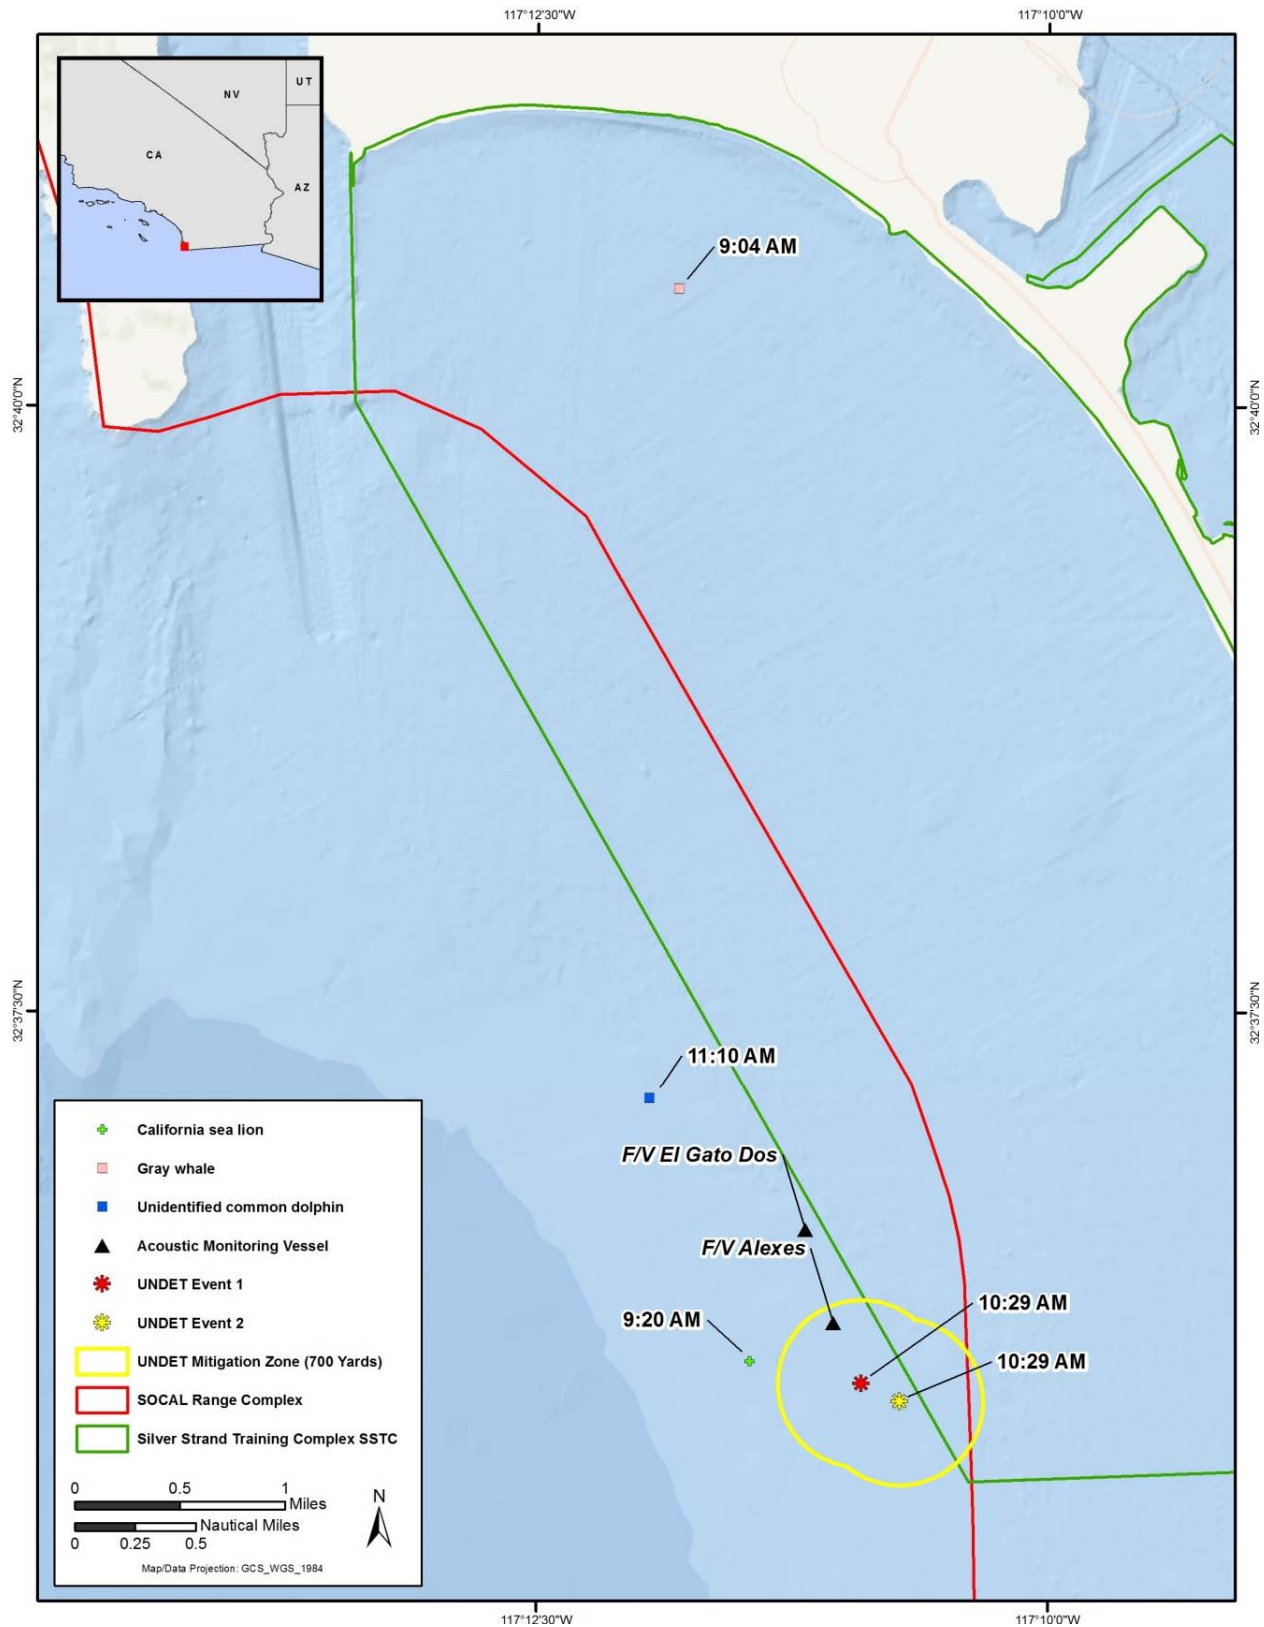 117°12'30"W 117°10'0"W
UT
NV
CA
AZ
9:04 AM
32°40'0"N
32°40'0"N
32°37'30"N
32°37'30"N
11:10 AM
F/V El Gato Dos
F/V Alexes
9:20 AM
10:29 AM
10:29 AM
California sea lion
Gray whale
Unidentified common dolphin
Acoustic Monitoring Vessel
UNDET Event 1
UNDET Event 2
UNDET Mitigation Zone (700 Yards)
SOCAL Range Complex
Silver Strand Training Complex SSTC
0 0.5 1
Miles
Nautical Miles
0 0.25 0.5
N
Map/Data Projection: GCS_WGS_1984
117°12'30"W 117°10'0"W